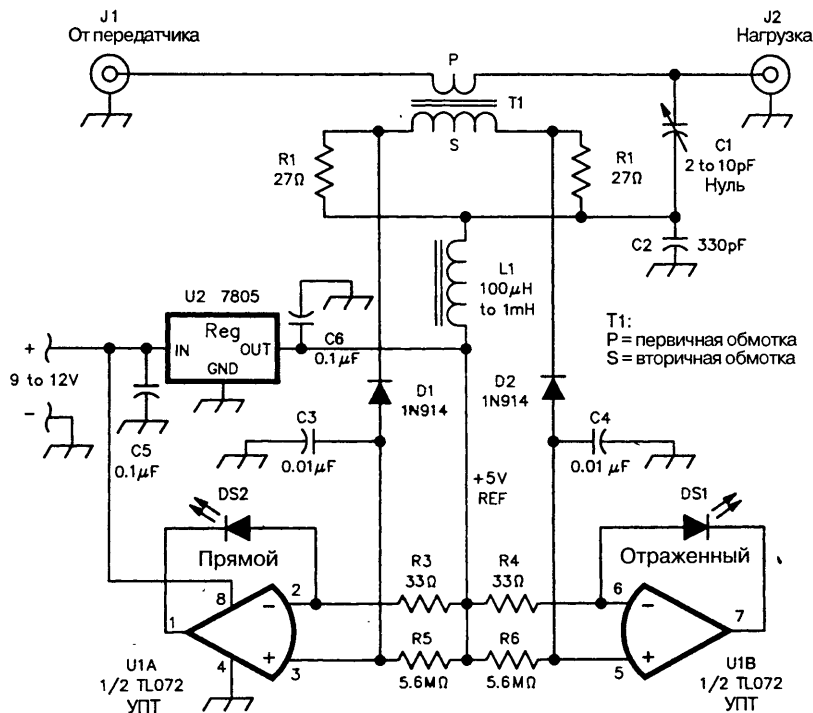 J1
От передатчика
J2
Нагрузка
P
T1
S
R1
27Ω
R1
27Ω
C1
2 to 10pF
Нуль
C2
330pF
L1
100μH
to 1mH
U2 7805
Reg
IN
OUT
GND
C6
0.1μF
+
9 to 12V
-
C5
0.1μF
T1:
P = первичная обмотка
S = вторичная обмотка
D1
1N914
D2
1N914
C3
0.01μF
C4
0.01 μF
+5V
REF
DS2
Прямой
DS1
Отраженный
R3
33Ω
R4
33Ω
R5
5.6MΩ
R6
5.6MΩ
8
2
-
1
+
4
3
U1A
1/2 TL072
УПТ
6
-
7
+
5
U1B
1/2 TL072
УПТ